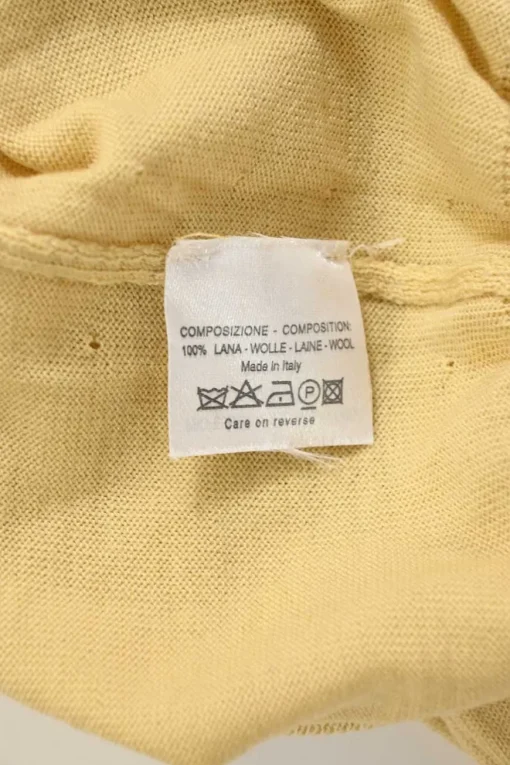 COMPOSIZIONE - COMPOSITION:
100% LANA - WOLLE - LAINE - WOOL
Made in Italy
P
Care on reverse